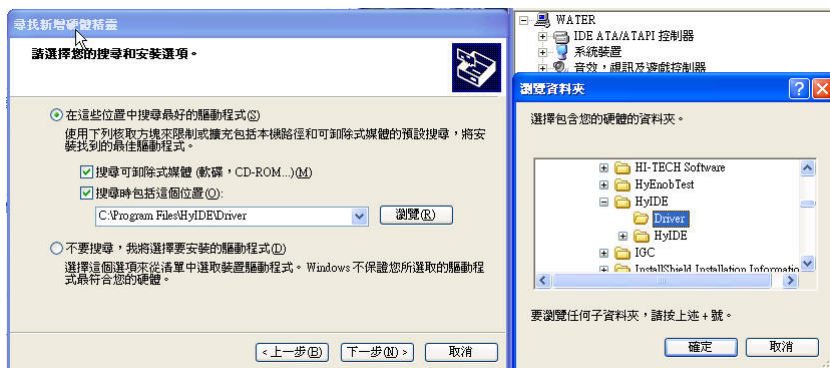 尋找新增硬體精靈
請選擇您的搜尋和安裝選項。
在這些位置中搜尋最好的驅動程式(S)
使用下列核取方塊來限制或擴充包括本機路徑和可卸除式媒體的預設搜尋，將安
裝找到的最佳驅動程式。
搜尋可卸除式媒體 (軟碟，CD-ROM...)(M)
搜尋時包括這個位置(O):
C:\Program Files\HyIDE\Driver
瀏覽(R)
不要搜尋，我將選擇要安裝的驅動程式(D)
選擇這個選項來從清單中選取裝置驅動程式。Windows 不保證您所選取的驅動程
式最符合您的硬體。
<上一步(B)
下一步(N)>
取消
WATER
IDE ATA/ATAPI 控制器
系統裝置
音效，視訊及遊戲控制器
瀏覽資料夾
選擇包含您的硬體的資料夾。
HI-TECH Software
HyEnobTest
HyIDE
Driver
HyIDE
IGC
InstallShield Installation Informatio
要瀏覽任何子資料夾，請按上述 + 號。
確定
取消